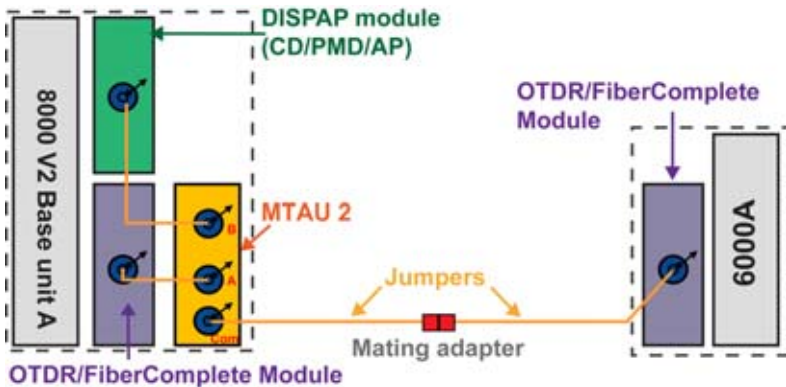 DISPAP module
(CD/PMD/AP)
8000 V2 Base unit A
OTDR/FiberComplete
Module
MTAU 2
B
A
Com
Jumpers
Mating adapter
6000A
OTDR/FiberComplete Module